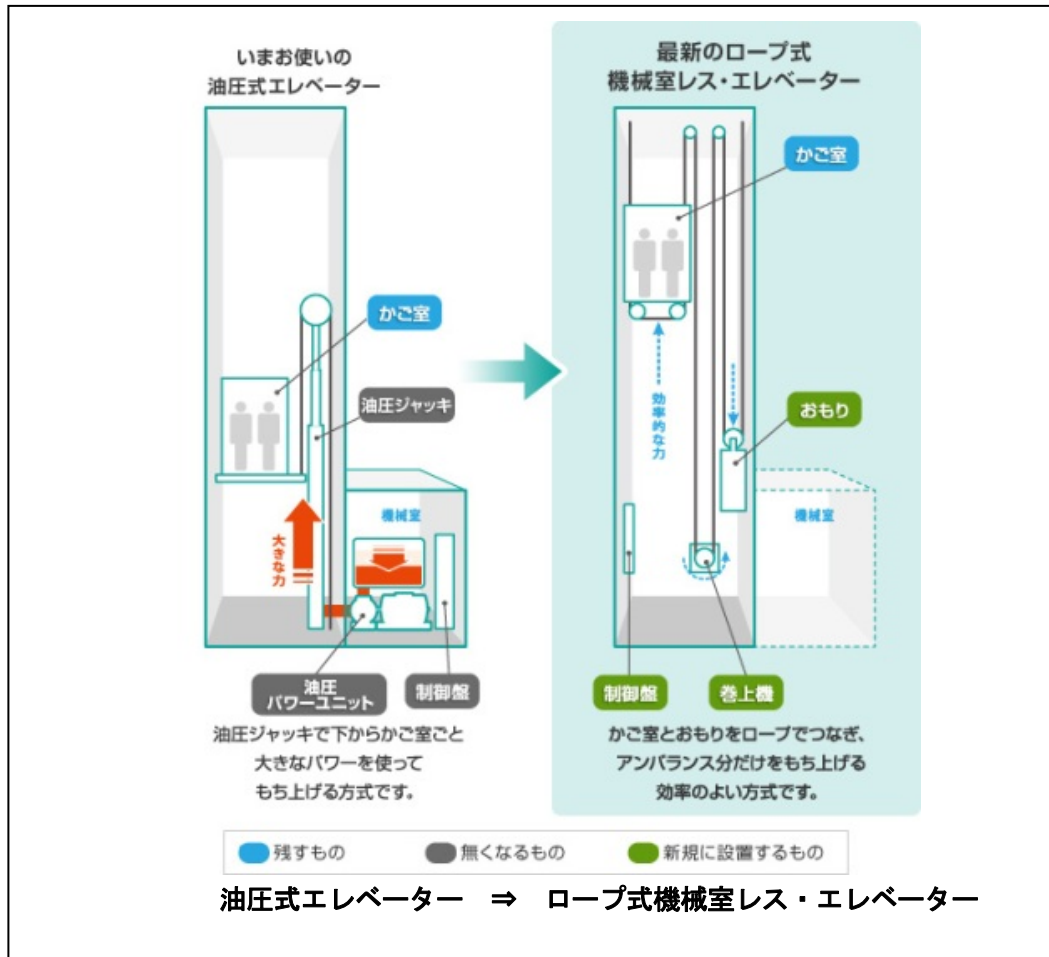 いまお使いの
油圧式エレベーター
かご室
油圧ジャッキ
大きな力
機械室
油圧
パワーユニット
制御盤
油圧ジャッキで下からかご室ごと
大きなパワーを使って
もち上げる方式です。
最新のロープ式
機械室レス・エレベーター
かご室
効率的な力
おもり
機械室
制御盤
巻上機
かご室とおもりをロープでつなぎ、
アンバランス分だけをもち上げる
効率のよい方式です。
残すもの 無くなるもの 新規に設置するもの
油圧式エレベーター ⇒ ロープ式機械室レス・エレベーター